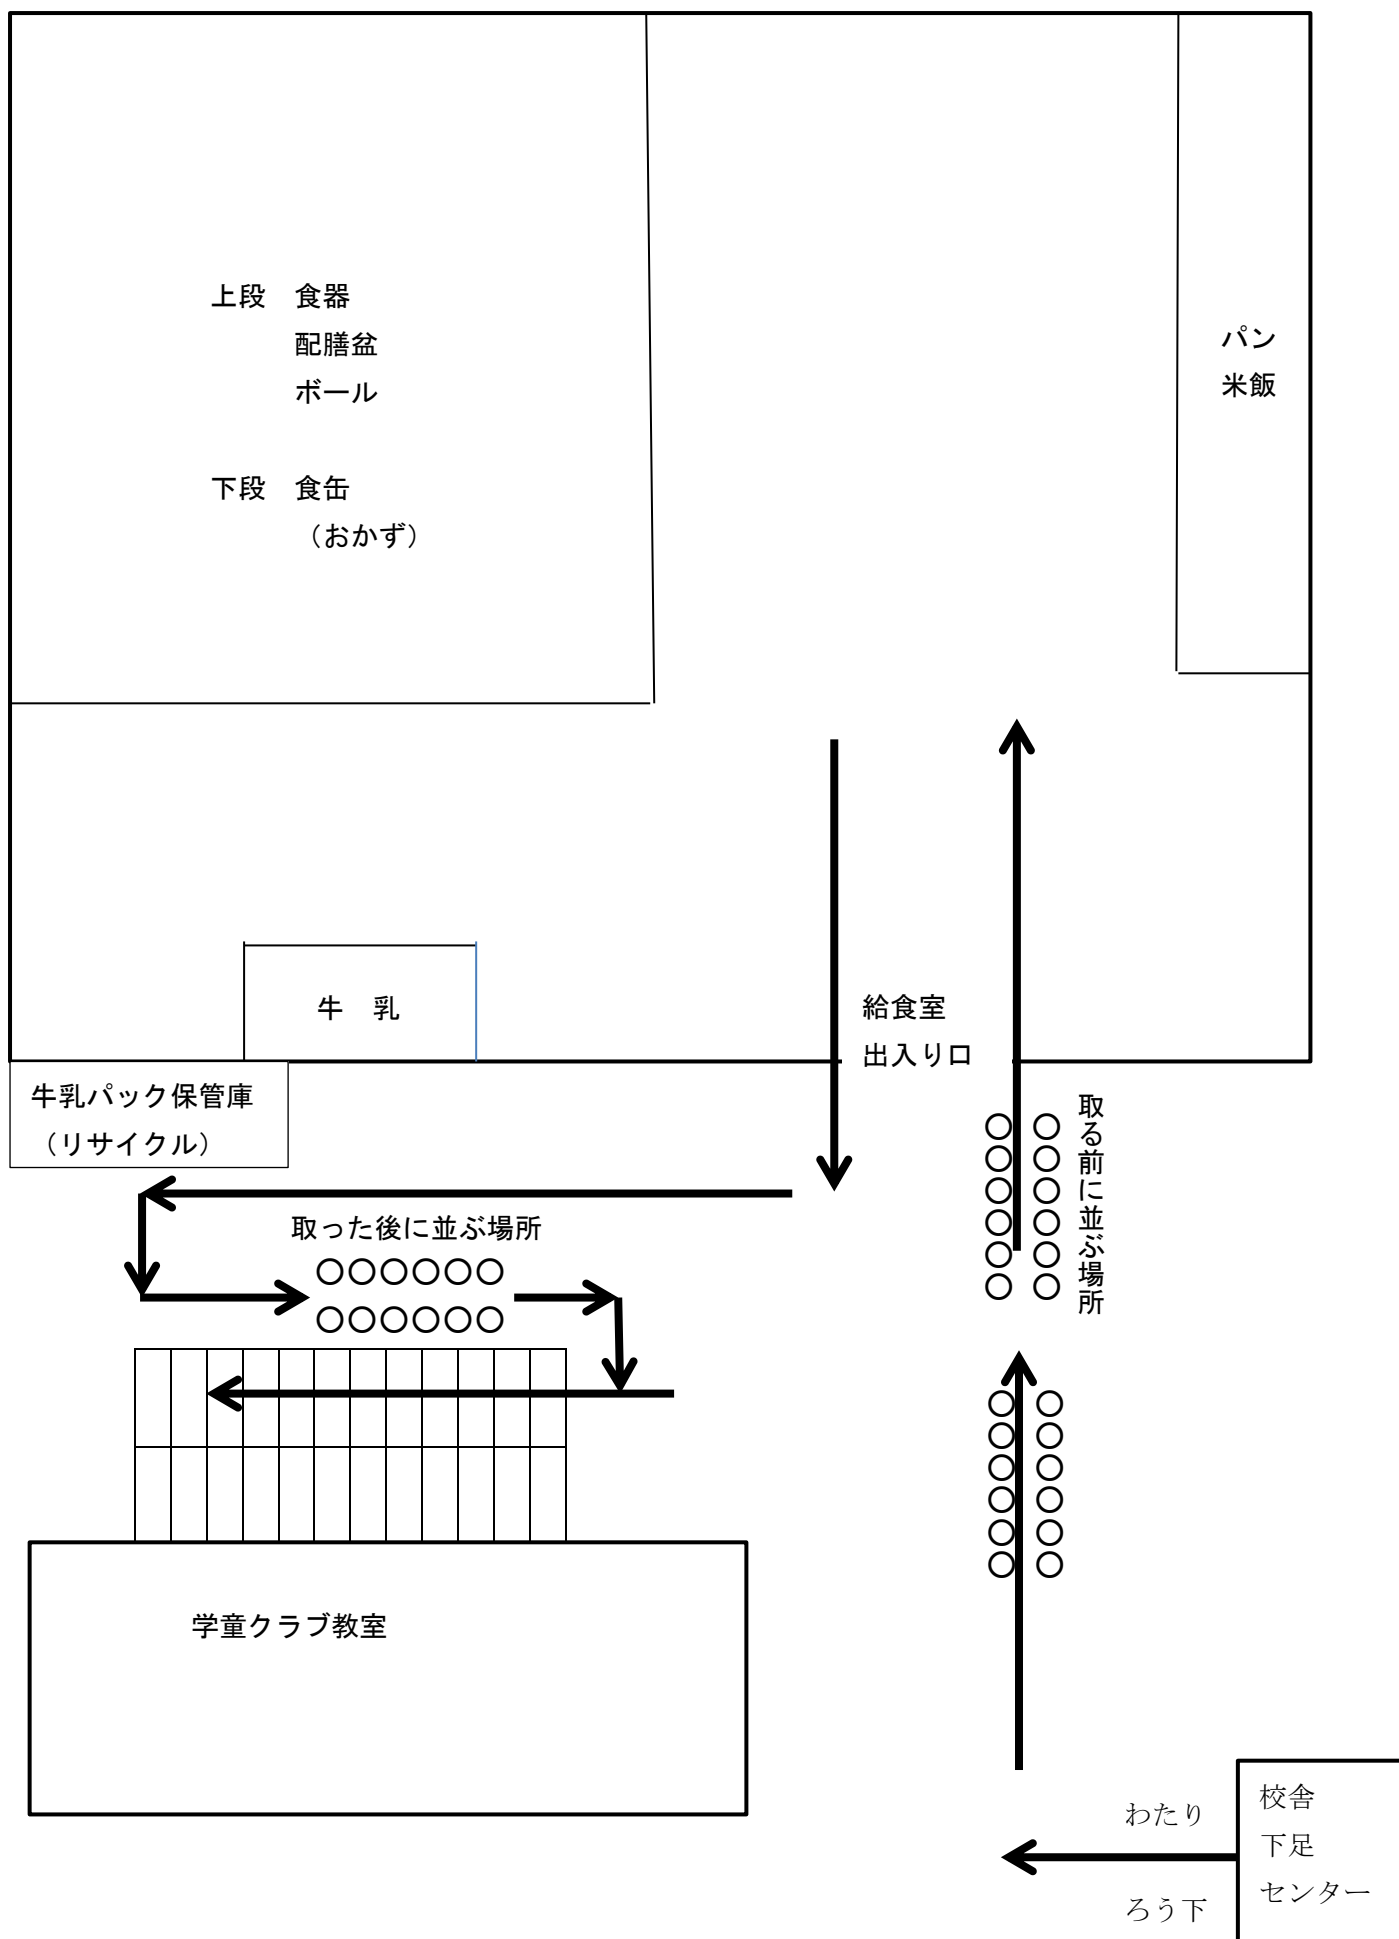 上段　食器
配膳盆
ボール
下段　食缶
（おかず）
パン
米飯
牛　乳
給食室
出入り口
牛乳パック保管庫
（リサイクル）
取る前に並ぶ場所
取った後に並ぶ場所
○○○○○○
○○○○○○
学童クラブ教室
わたり
ろう下
校舎
下足
センター